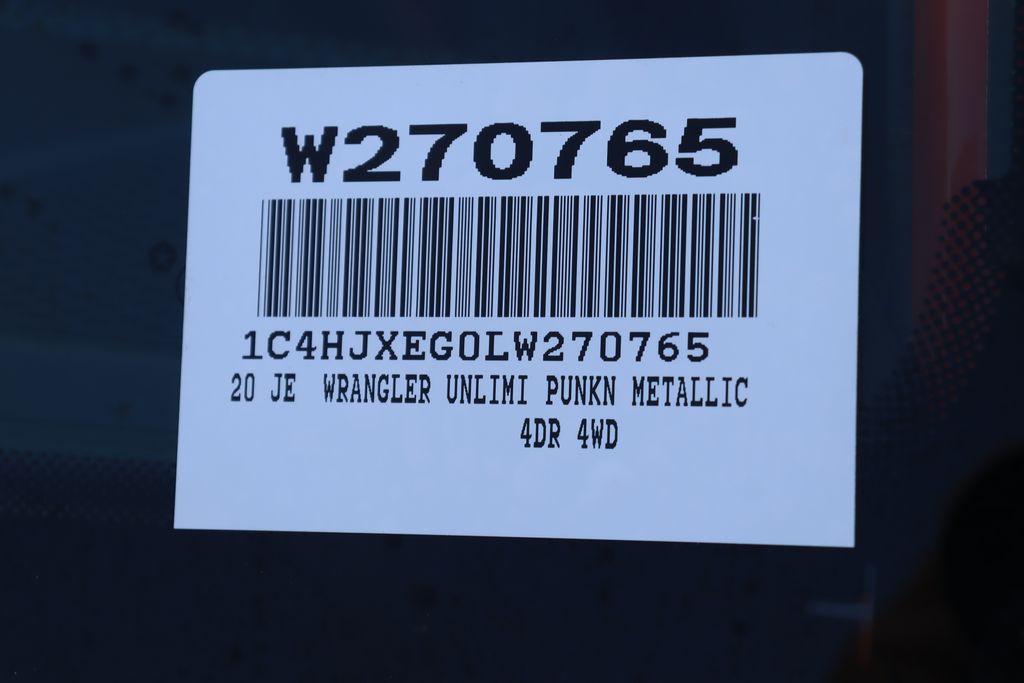 W270765
1C4HJXEG0LW270765
20 JE WRANGLER UNLIMI PUNKN METALLIC
4DR 4WD